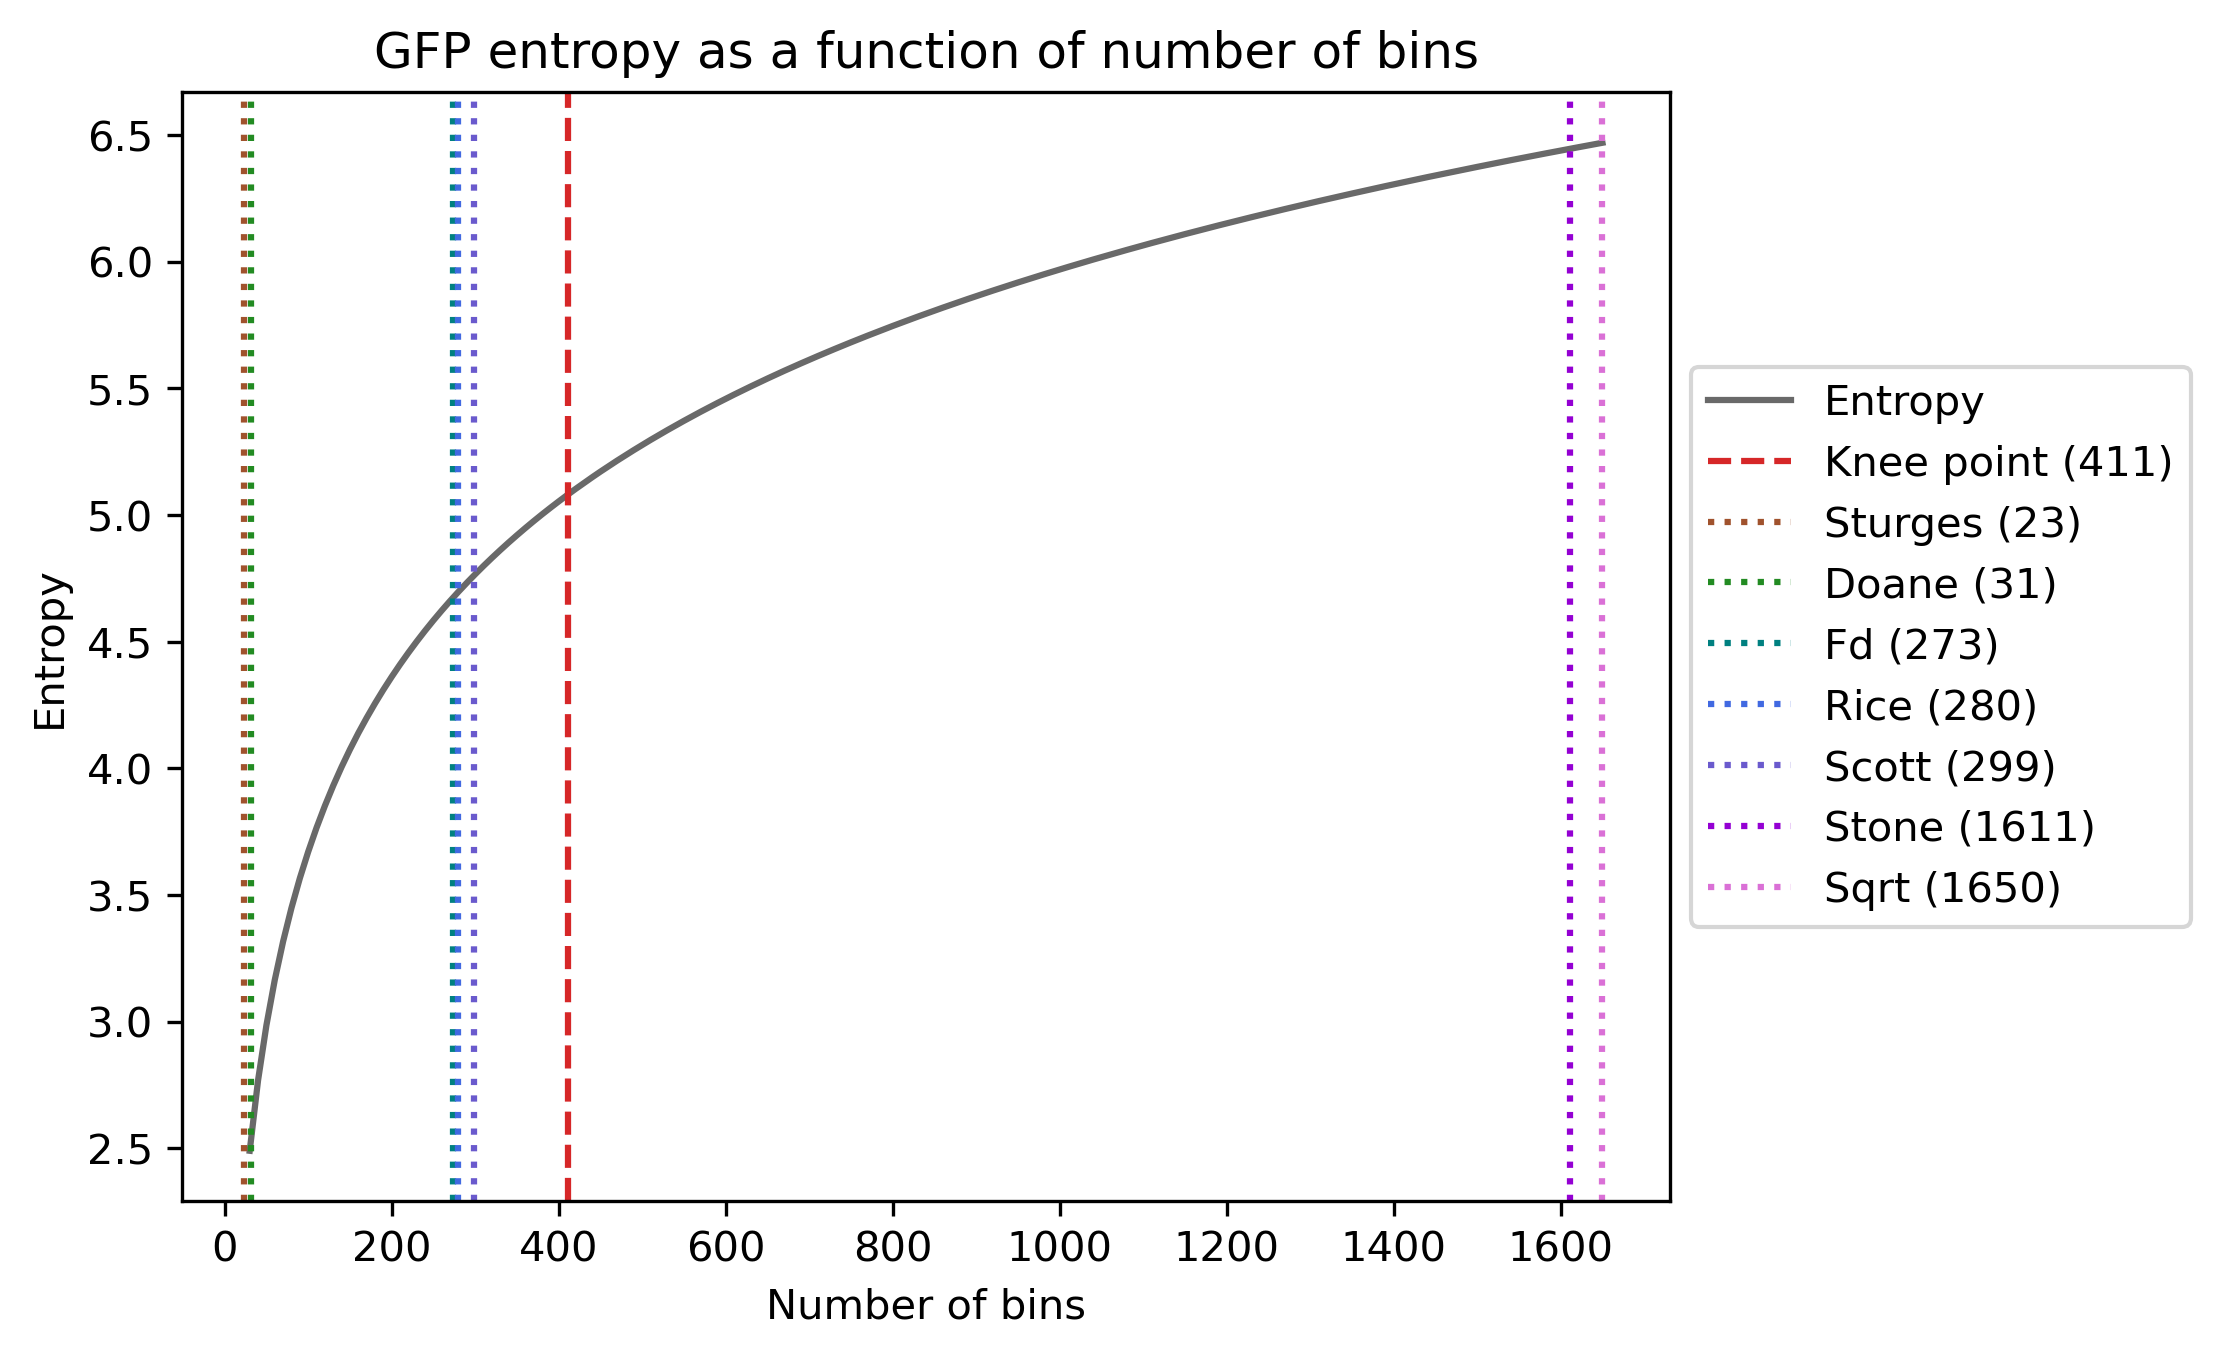 GFP entropy as a function of number of bins
6.5
6.0
5.5
5.0
4.5
4.0
3.5
3.0
2.5
Entropy
0 200 400 600 800 1000 1200 1400 1600
Number of bins
Entropy
Knee point (411)
Sturges (23)
Doane (31)
Fd (273)
Rice (280)
Scott (299)
Stone (1611)
Sqrt (1650)